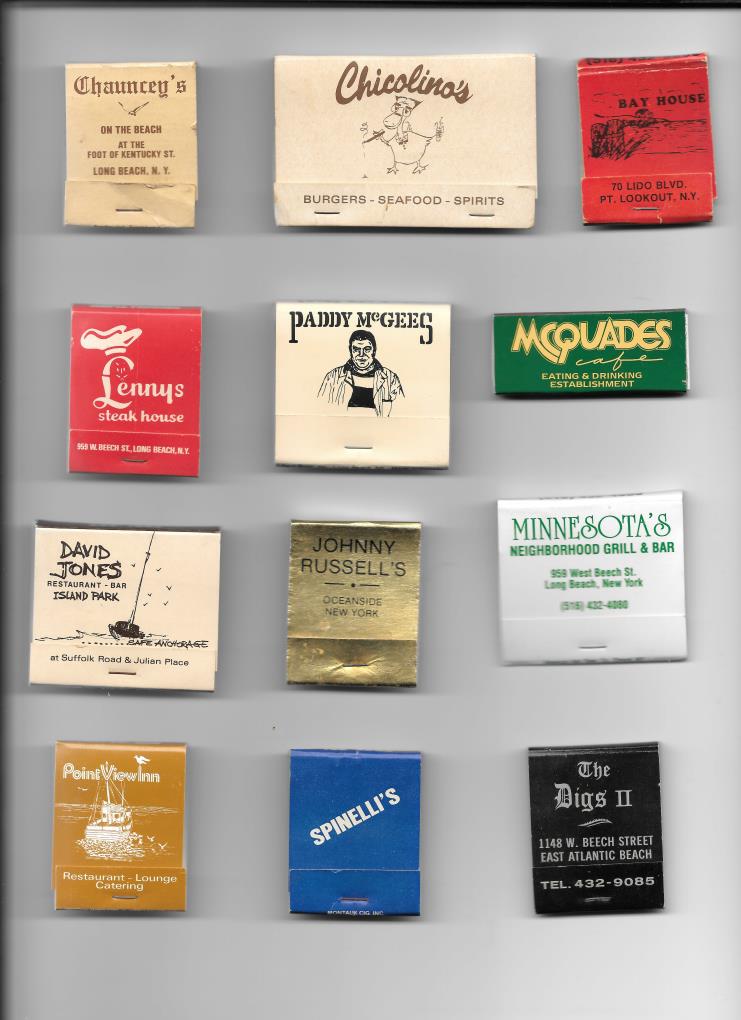 Chauncey's
ON THE BEACH
AT THE
FOOT OF KENTUCKY ST.
LONG BEACH, N. Y.
Chicolino's
BURGERS - SEAFOOD - SPIRITS
BAY HOUSE
70 LIDO BLVD.
PT. LOOKOUT, N.Y.
Lennys
steak house
959 W. BEECH ST., LONG BEACH, N.Y.
PADDY McGEES
McQUADES
cafe
EATING & DRINKING
ESTABLISHMENT
DAVID
JONES
RESTAURANT - BAR
ISLAND PARK
SAFE ANCHORAGE
at Suffolk Road & Julian Place
JOHNNY
RUSSELL'S
OCEANSIDE
NEW YORK
MINNESOTA'S
NEIGHBORHOOD GRILL & BAR
959 West Beech St.
Long Beach, New York
(516) 432-4080
Point View Inn
Restaurant - Lounge
Catering
SPINELLI'S
MONTAUK CIG. INC.
The
Digs II
1148 W. BEECH STREET
EAST ATLANTIC BEACH
TEL. 432-9085